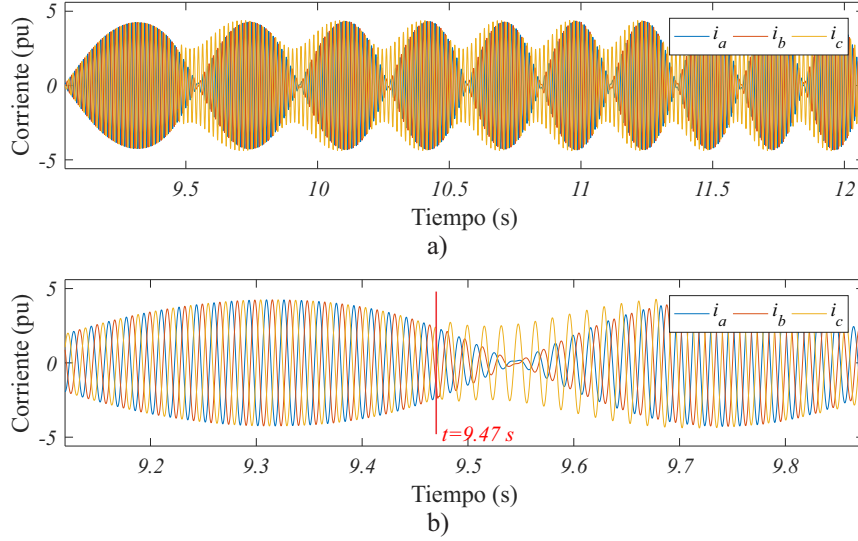 Corriente (pu)
5
0
-5
i_a i_b i_c
9.5 10 10.5 11 11.5 12
Tiempo (s)
a)
Corriente (pu)
5
0
-5
i_a i_b i_c
t=9.47 s
9.2 9.3 9.4 9.5 9.6 9.7 9.8
Tiempo (s)
b)